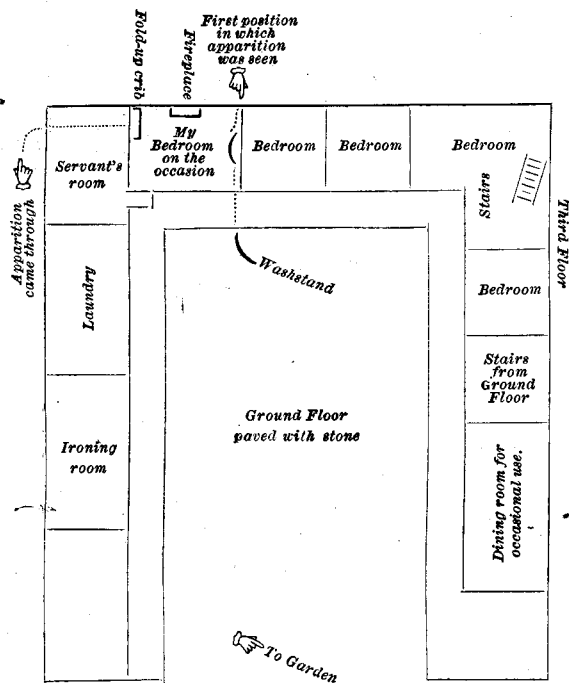 Fold-up crib
Fireplace
First position
in which
apparition
was seen
My
Bedroom
on the
occasion
Bedroom
Bedroom
Bedroom
Servant's
room
Stairs
Third Floor
Apparition
came through
Washstand
Laundry
Bedroom
Stairs
from
Ground
Floor
Ground Floor
paved with stone
Ironing
room
Dining room for
occasional use.
To Garden